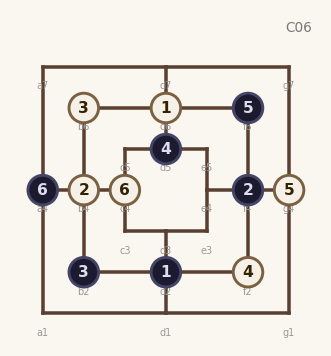 C06
a7 d7 g7
3 1 5
b6 d6 f6
4
c5 d5 e5
6 2 6 2 5
a4 b4 c4 e4 f4 g4
c3 d3 e3
3 1 4
b2 d2 f2
a1 d1 g1